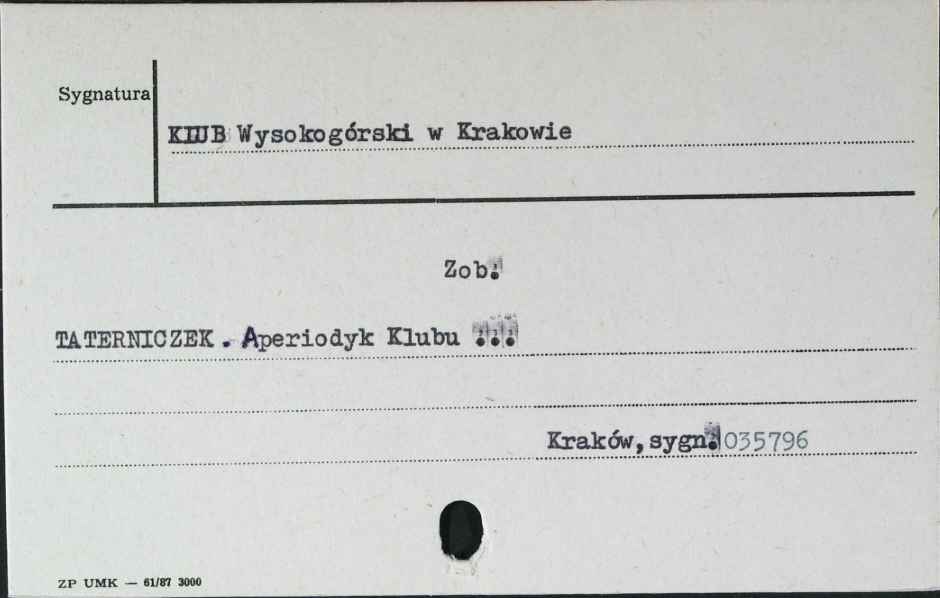 Sygnatura
KLUB Wysokogórski w Krakowie
Zob.
TATERNICZEK. Aperiodyk Klubu ...
Kraków, sygn. 035796
ZP UMK — 61/87 3000